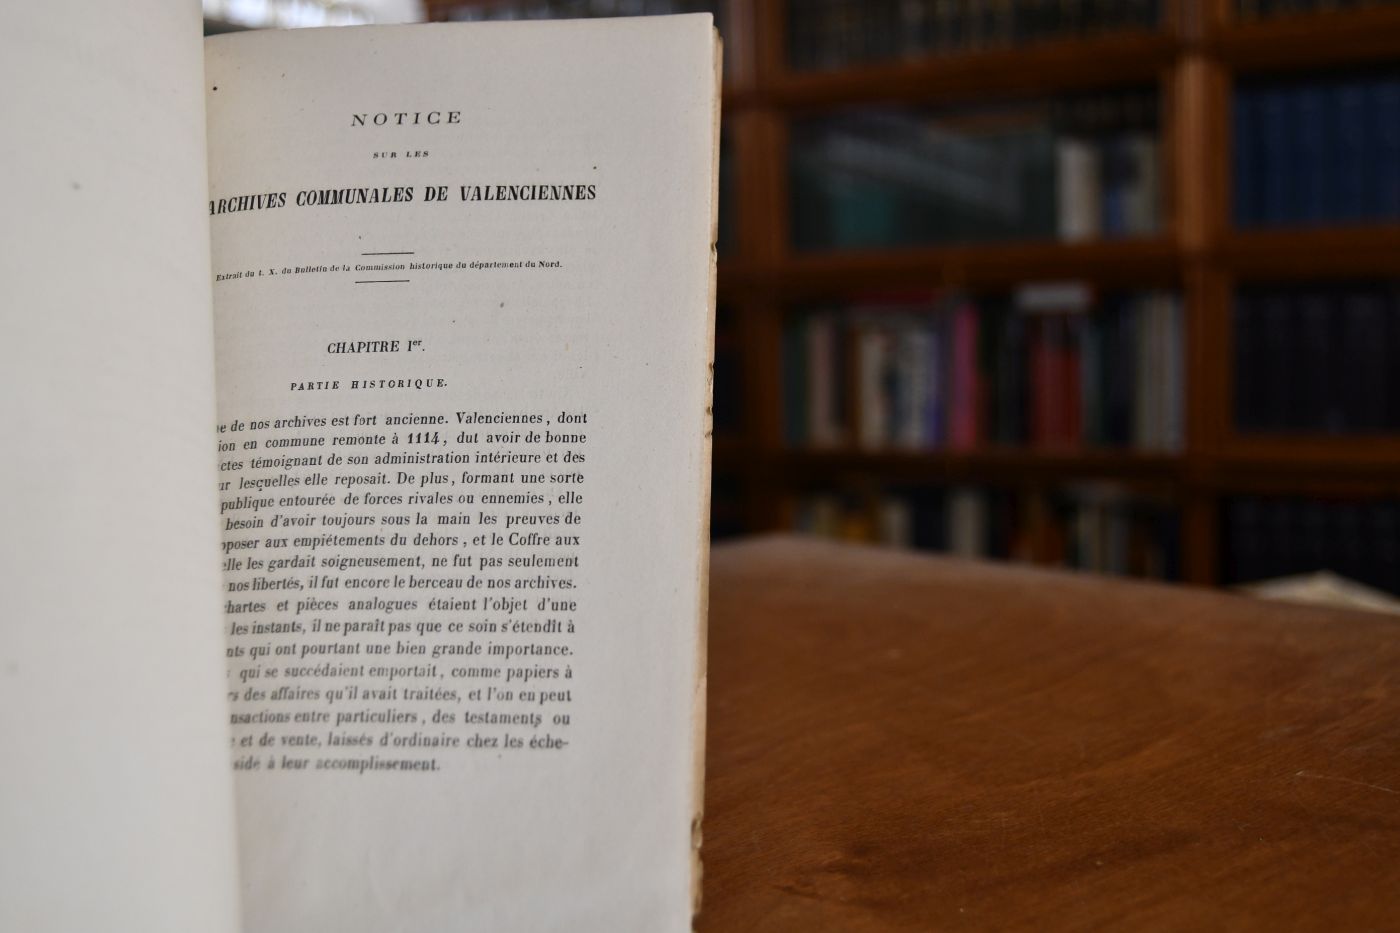 NOTICE
SUR LES
ARCHIVES COMMUNALES DE VALENCIENNES
Extrait du t. X. du Bulletin de la Commission historique du département du Nord.
CHAPITRE Ier.
PARTIE HISTORIQUE.
de nos archives est fort ancienne. Valenciennes, dont
en commune remonte à 1114, dut avoir de bonne
témoignant de son administration intérieure et des
lesquelles elle reposait. De plus, formant une sorte
publique entourée de forces rivales ou ennemies, elle
besoin d'avoir toujours sous la main les preuves de
aux empiétements du dehors, et le Coffre aux
elle les gardait soigneusement, ne fut pas seulement
nos libertés, il fut encore le berceau de nos archives.
chartes et pièces analogues étaient l'objet d'une
les instants, il ne paraît pas que ce soin s'étendît à
qui ont pourtant une bien grande importance.
qui se succédaient emportait, comme papiers à
des affaires qu'il avait traitées, et l'on en peut
entre particuliers, des testaments ou
et de vente, laissés d'ordinaire chez les éche-
à leur accomplissement.